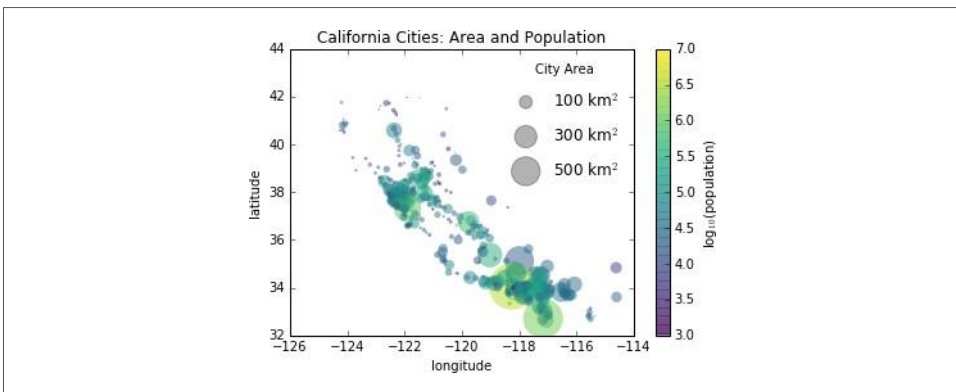 California Cities: Area and Population
44
42
40
38
36
34
32
latitude
−126
−124
−122
−120
−118
−116
−114
longitude
City Area
100 km²
300 km²
500 km²
7.0
6.5
6.0
5.5
5.0
4.5
4.0
3.5
3.0
log₁₀(population)